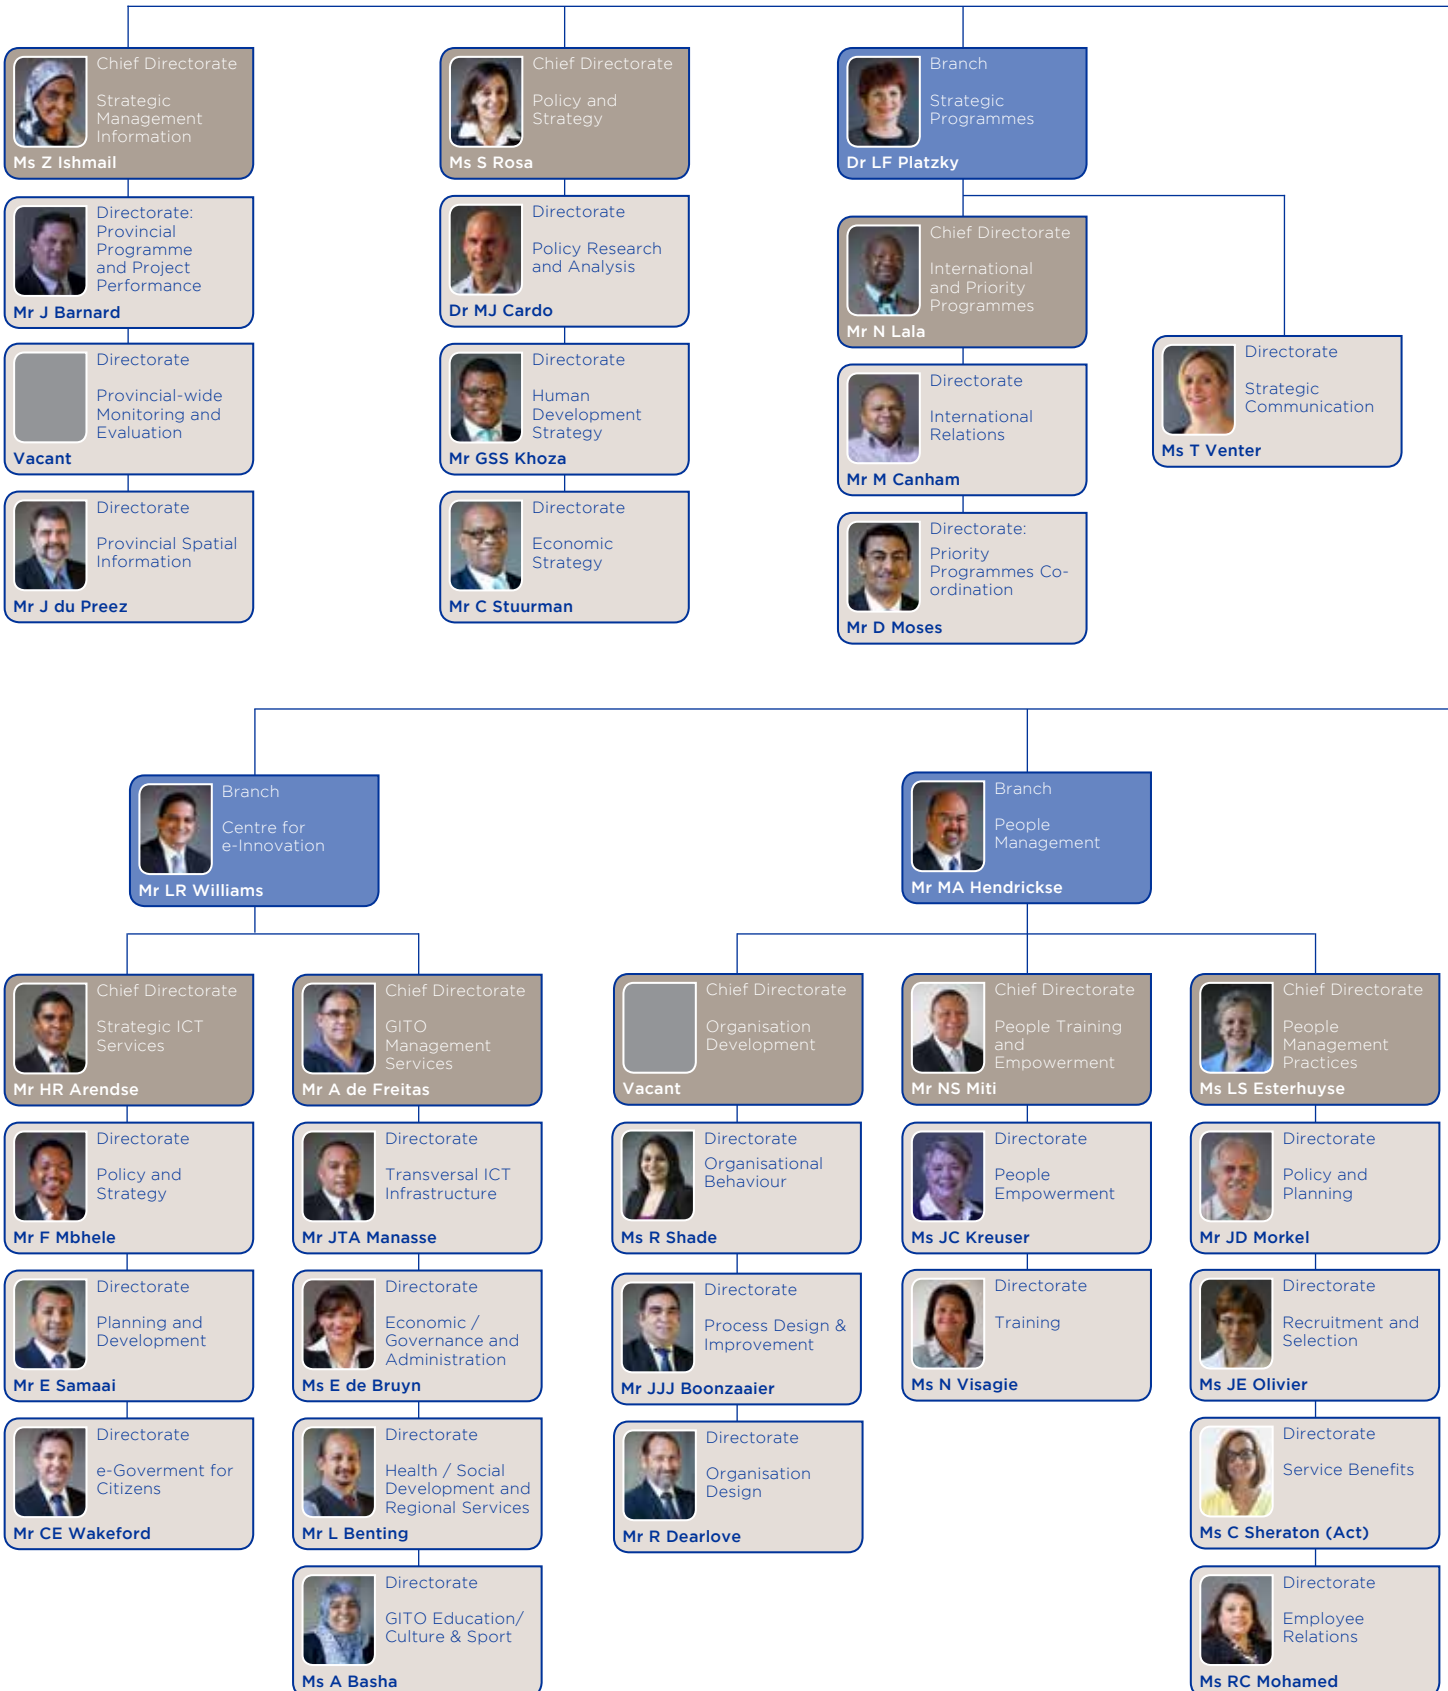 Chief Directorate
Strategic
Management
Information
Ms Z Ishmail
Directorate:
Provincial
Programme
and Project
Performance
Mr J Barnard
Directorate
Provincial-wide
Monitoring and
Evaluation
Vacant
Directorate
Provincial Spatial
Information
Mr J du Preez
Chief Directorate
Policy and
Strategy
Ms S Rosa
Directorate
Policy Research
and Analysis
Dr MJ Cardo
Directorate
Human
Development
Strategy
Mr GSS Khoza
Directorate
Economic
Strategy
Mr C Stuurman
Branch
Strategic
Programmes
Dr LF Platzky
Chief Directorate
International
and Priority
Programmes
Mr N Lala
Directorate
International
Relations
Mr M Canham
Directorate:
Priority
Programmes Co-
ordination
Mr D Moses
Directorate
Strategic
Communication
Ms T Venter
Branch
Centre for
e-Innovation
Mr LR Williams
Chief Directorate
Strategic ICT
Services
Mr HR Arendse
Directorate
Policy and
Strategy
Mr F Mbhele
Directorate
Planning and
Development
Mr E Samaai
Directorate
e-Goverment for
Citizens
Mr CE Wakeford
Chief Directorate
GITO
Management
Services
Mr A de Freitas
Directorate
Transversal ICT
Infrastructure
Mr JTA Manasse
Directorate
Economic /
Governance and
Administration
Ms E de Bruyn
Directorate
Health / Social
Development and
Regional Services
Mr L Benting
Directorate
GITO Education/
Culture & Sport
Ms A Basha
Branch
People
Management
Mr MA Hendrickse
Chief Directorate
Organisation
Development
Vacant
Directorate
Organisational
Behaviour
Ms R Shade
Directorate
Process Design &
Improvement
Mr JJJ Boonzaaier
Directorate
Organisation
Design
Mr R Dearlove
Chief Directorate
People Training
and
Empowerment
Mr NS Miti
Directorate
People
Empowerment
Ms JC Kreuser
Directorate
Training
Ms N Visagie
Chief Directorate
People
Management
Practices
Ms LS Esterhuyse
Directorate
Policy and
Planning
Mr JD Morkel
Directorate
Recruitment and
Selection
Ms JE Olivier
Directorate
Service Benefits
Ms C Sheraton (Act)
Directorate
Employee
Relations
Ms RC Mohamed